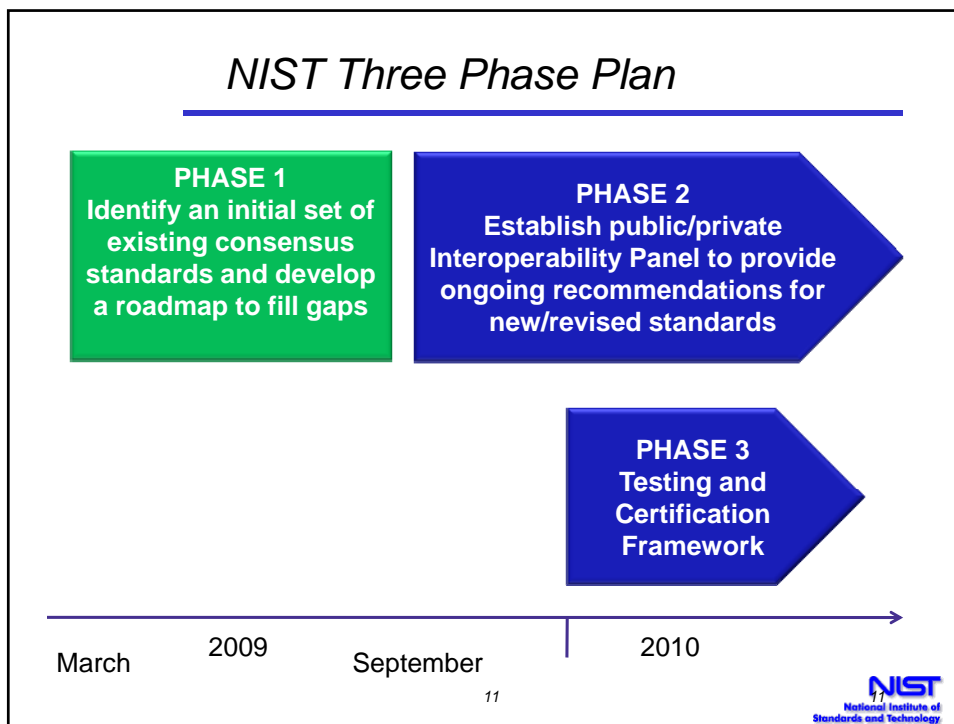 NIST Three Phase Plan
PHASE 1
Identify an initial set of
existing consensus
standards and develop
a roadmap to fill gaps
PHASE 2
Establish public/private
Interoperability Panel to provide
ongoing recommendations for
new/revised standards
PHASE 3
Testing and
Certification
Framework
March
2009
September
2010
11
11
NIST
National Institute of
Standards and Technology